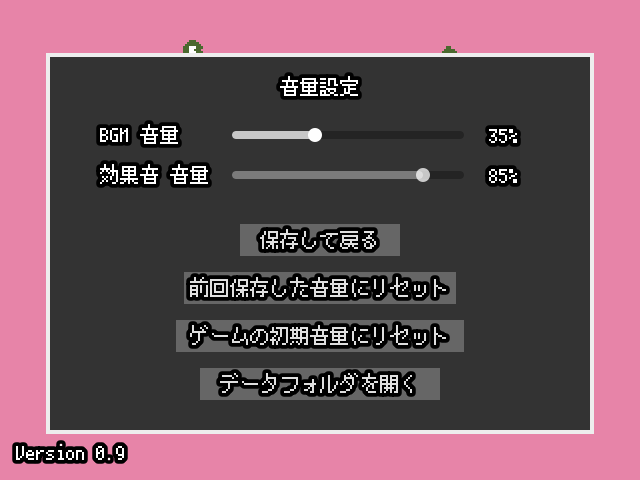 音量設定
BGM 音量 35%
効果音 音量 85%
保存して戻る
前回保存した音量にリセット
ゲームの初期音量にリセット
データフォルダを開く
Version 0.9